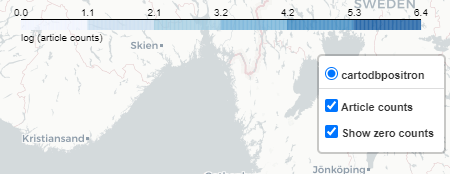 SWEDEN
0.0 1.1 2.1 3.2 4.2 5.3 6.4
log (article counts)
Skien
cartodbpositron
Article counts
Show zero counts
Kristiansand
Jönköping